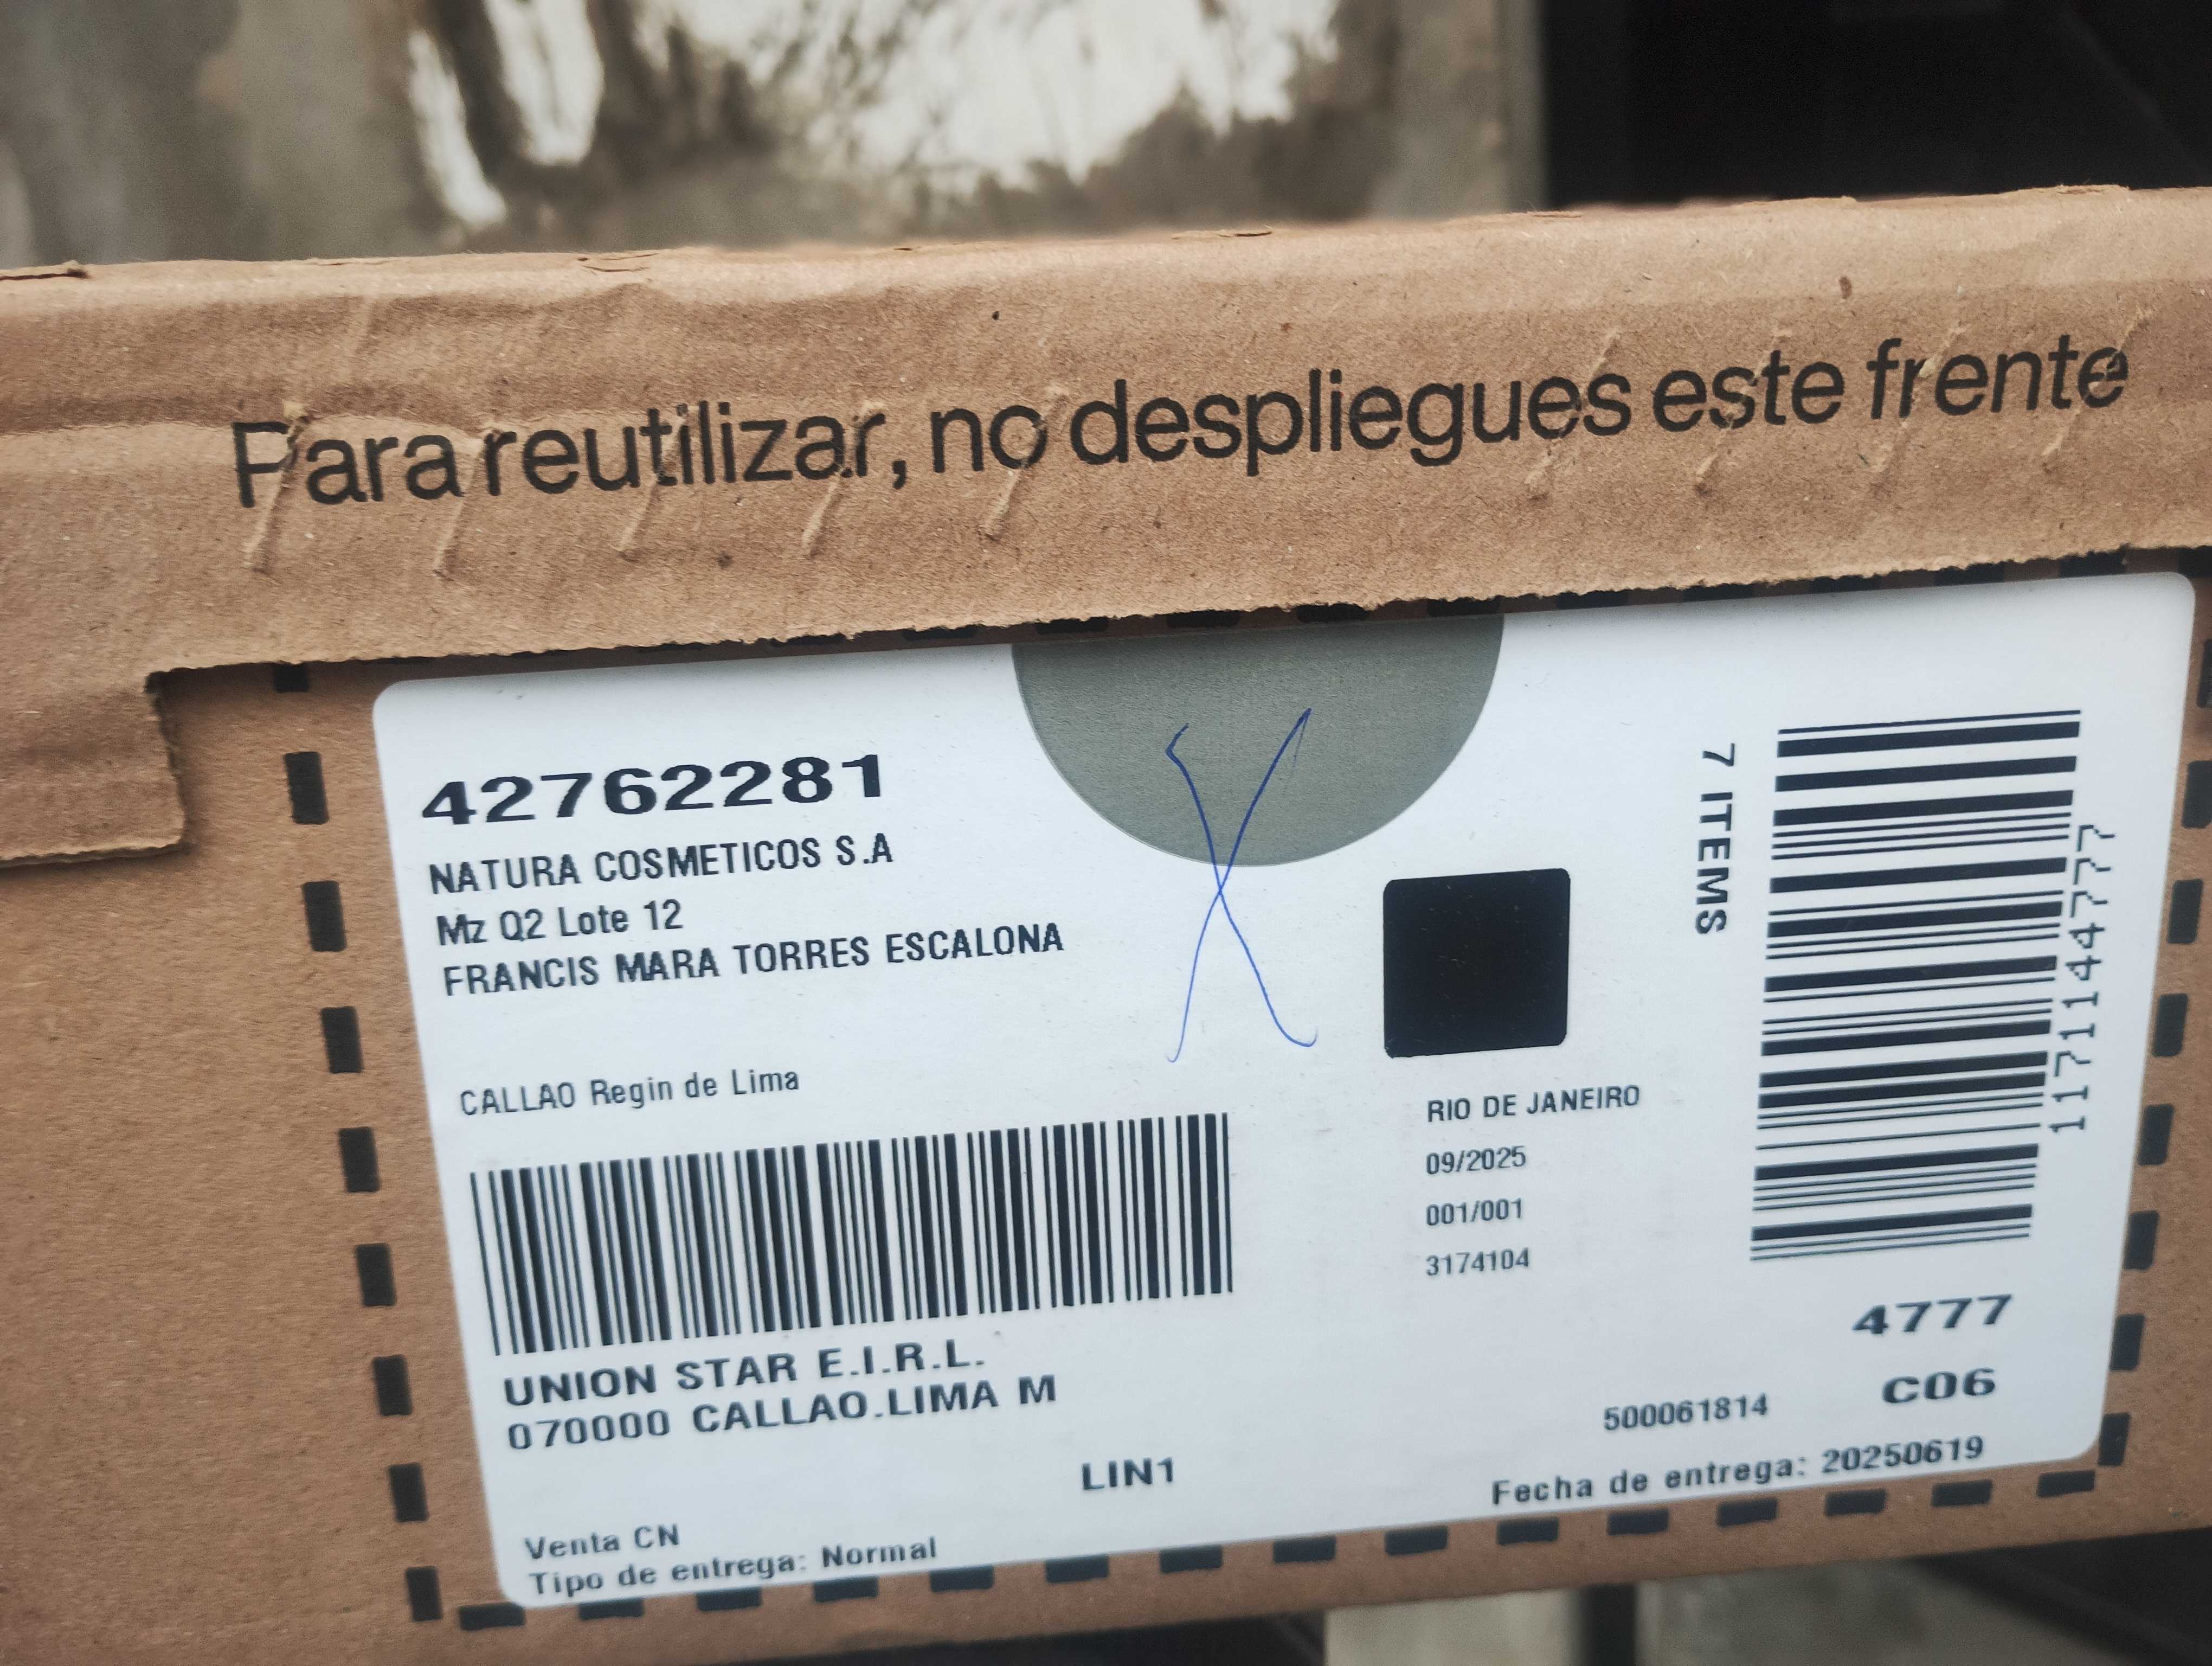 Para reutilizar, no despliegues este frente
42762281
NATURA COSMETICOS S.A
Mz Q2 Lote 12
FRANCIS MARA TORRES ESCALONA
CALLAO Regin de Lima
UNION STAR E.I.R.L.
070000 CALLAO.LIMA M
LIN1
Venta CN
Tipo de entrega: Normal
X
RIO DE JANEIRO
09/2025
001/001
3174104
7 ITEMS
1171144777
4777
C06
500061814
Fecha de entrega: 20250619